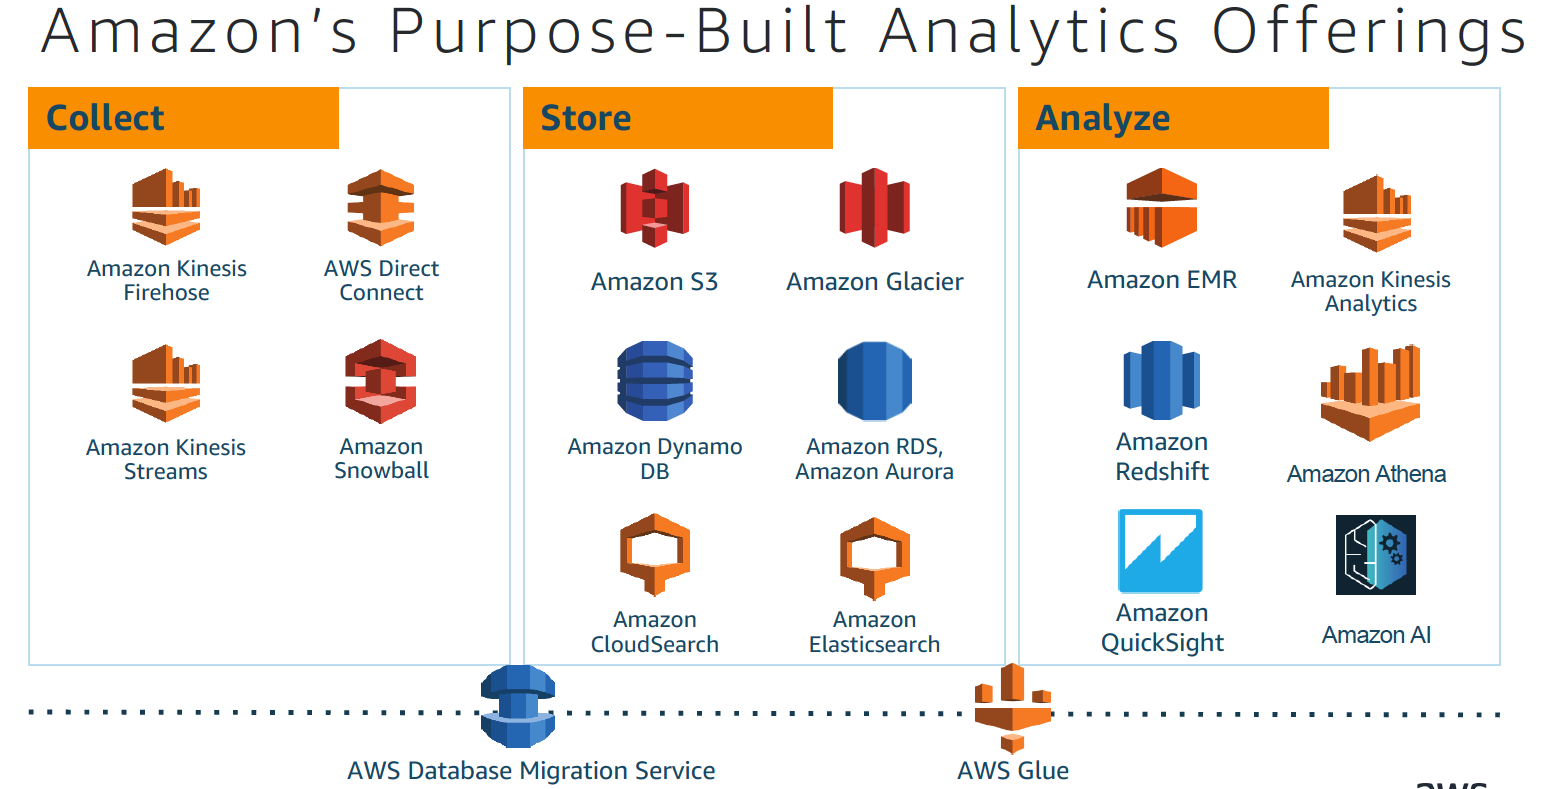 Amazon's Purpose-Built Analytics Offerings
Collect
Amazon Kinesis
Firehose
AWS Direct
Connect
Amazon Kinesis
Streams
Amazon
Snowball
Store
Amazon S3
Amazon Glacier
Amazon Dynamo
DB
Amazon RDS,
Amazon Aurora
Amazon
CloudSearch
Amazon
Elasticsearch
Analyze
Amazon EMR
Amazon Kinesis
Analytics
Amazon
Redshift
Amazon Athena
Amazon
QuickSight
Amazon AI
AWS Database Migration Service
AWS Glue
aws